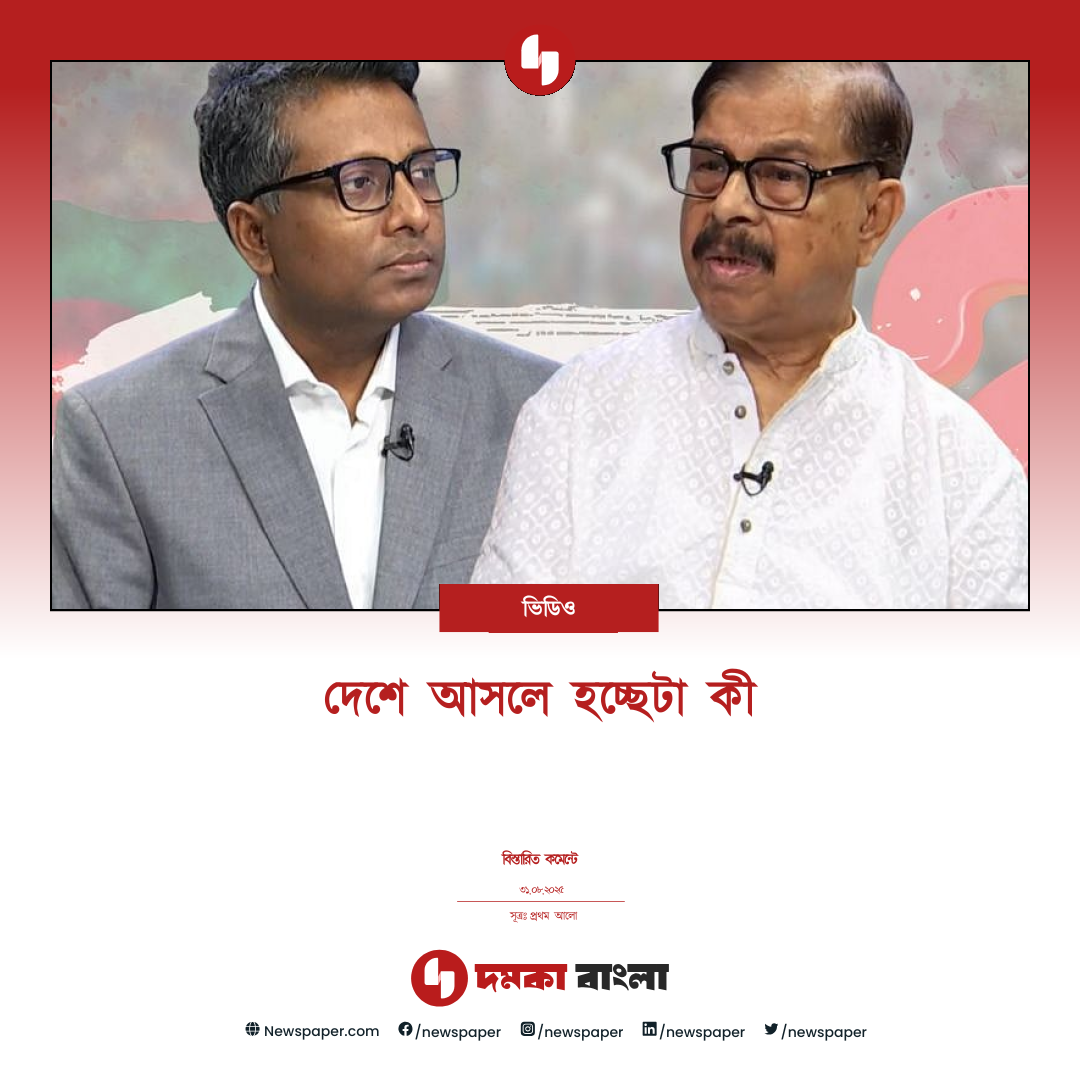 ভিডিও
দেশে আসলে হচ্ছেটা কী
বিস্তারিত কমেন্টে
৩১.০৮.২০২৫
সূত্রঃ প্রথম আলো
দমকা বাংলা
Newspaper.com /newspaper /newspaper /newspaper /newspaper